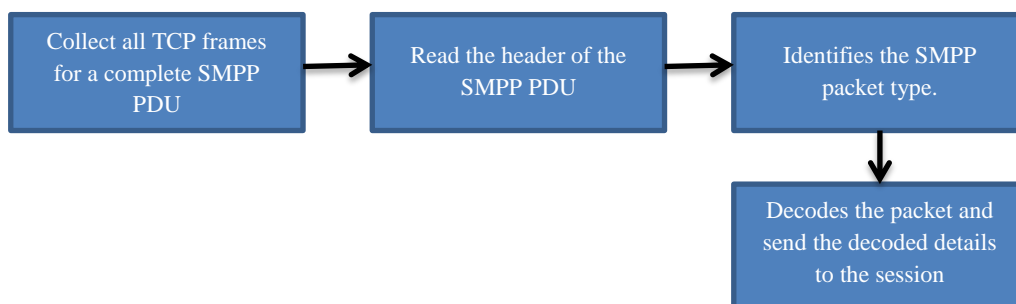 Collect all TCP frames
for a complete SMPP
PDU
Read the header of the
SMPP PDU
Identifies the SMPP
packet type.
Decodes the packet and
send the decoded details
to the session